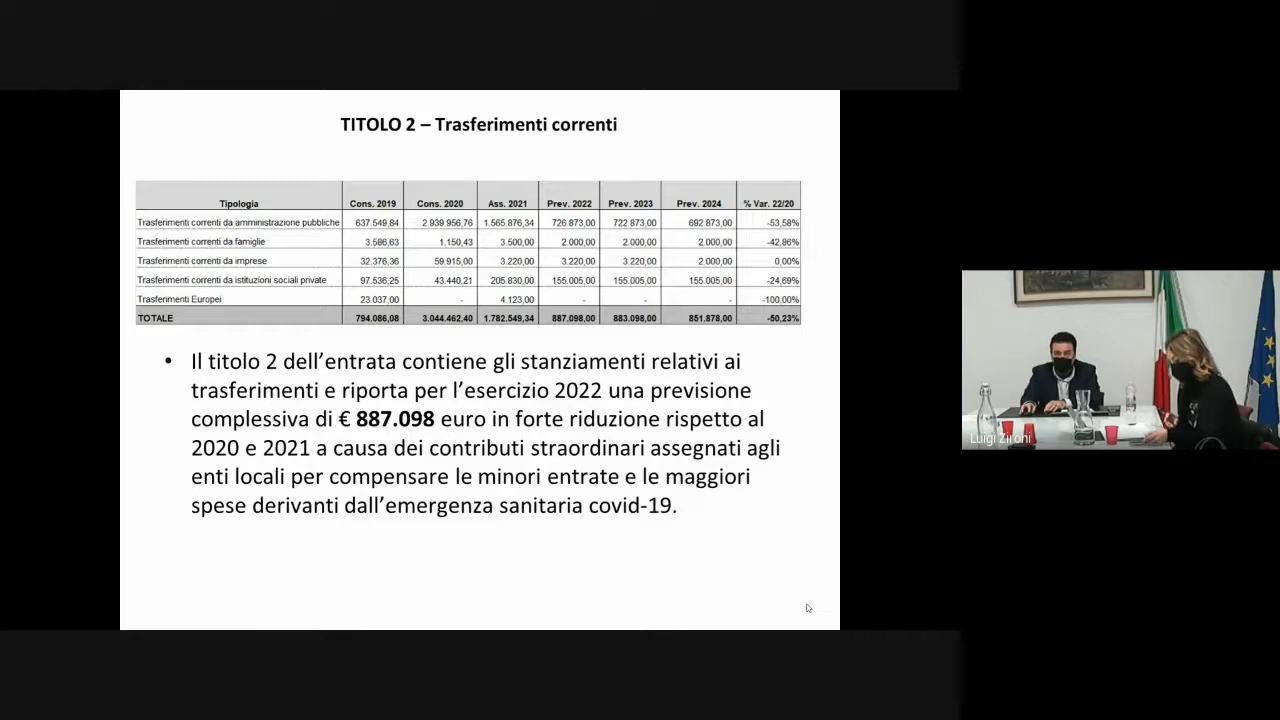 TITOLO 2 – Trasferimenti correnti
Tipologia Cons. 2019 Cons. 2020 Ass. 2021 Prev. 2022 Prev. 2023 Prev. 2024 % Var. 22/20
Trasferimenti correnti da amministrazione pubbliche 637.549,84 2.939.956,76 1.565.876,34 726.873,00 722.873,00 692.873,00 -53,58%
Trasferimenti correnti da famiglie 3.586,63 1.150,43 3.500,00 2.000,00 2.000,00 2.000,00 -42,86%
Trasferimenti correnti da imprese 32.376,36 59.915,00 3.220,00 3.220,00 3.220,00 2.000,00 0,00%
Trasferimenti correnti da istituzioni sociali private 97.536,25 43.440,21 205.830,00 155.005,00 155.005,00 155.005,00 -24,69%
Trasferimenti Europei 23.037,00 - 4.123,00 - - - -100,00%
TOTALE 794.086,08 3.044.462,40 1.782.549,34 887.098,00 883.098,00 851.878,00 -50,23%
• Il titolo 2 dell’entrata contiene gli stanziamenti relativi ai
trasferimenti e riporta per l’esercizio 2022 una previsione
complessiva di € 887.098 euro in forte riduzione rispetto al
2020 e 2021 a causa dei contributi straordinari assegnati agli
enti locali per compensare le minori entrate e le maggiori
spese derivanti dall’emergenza sanitaria covid-19.
Luigi Zironi